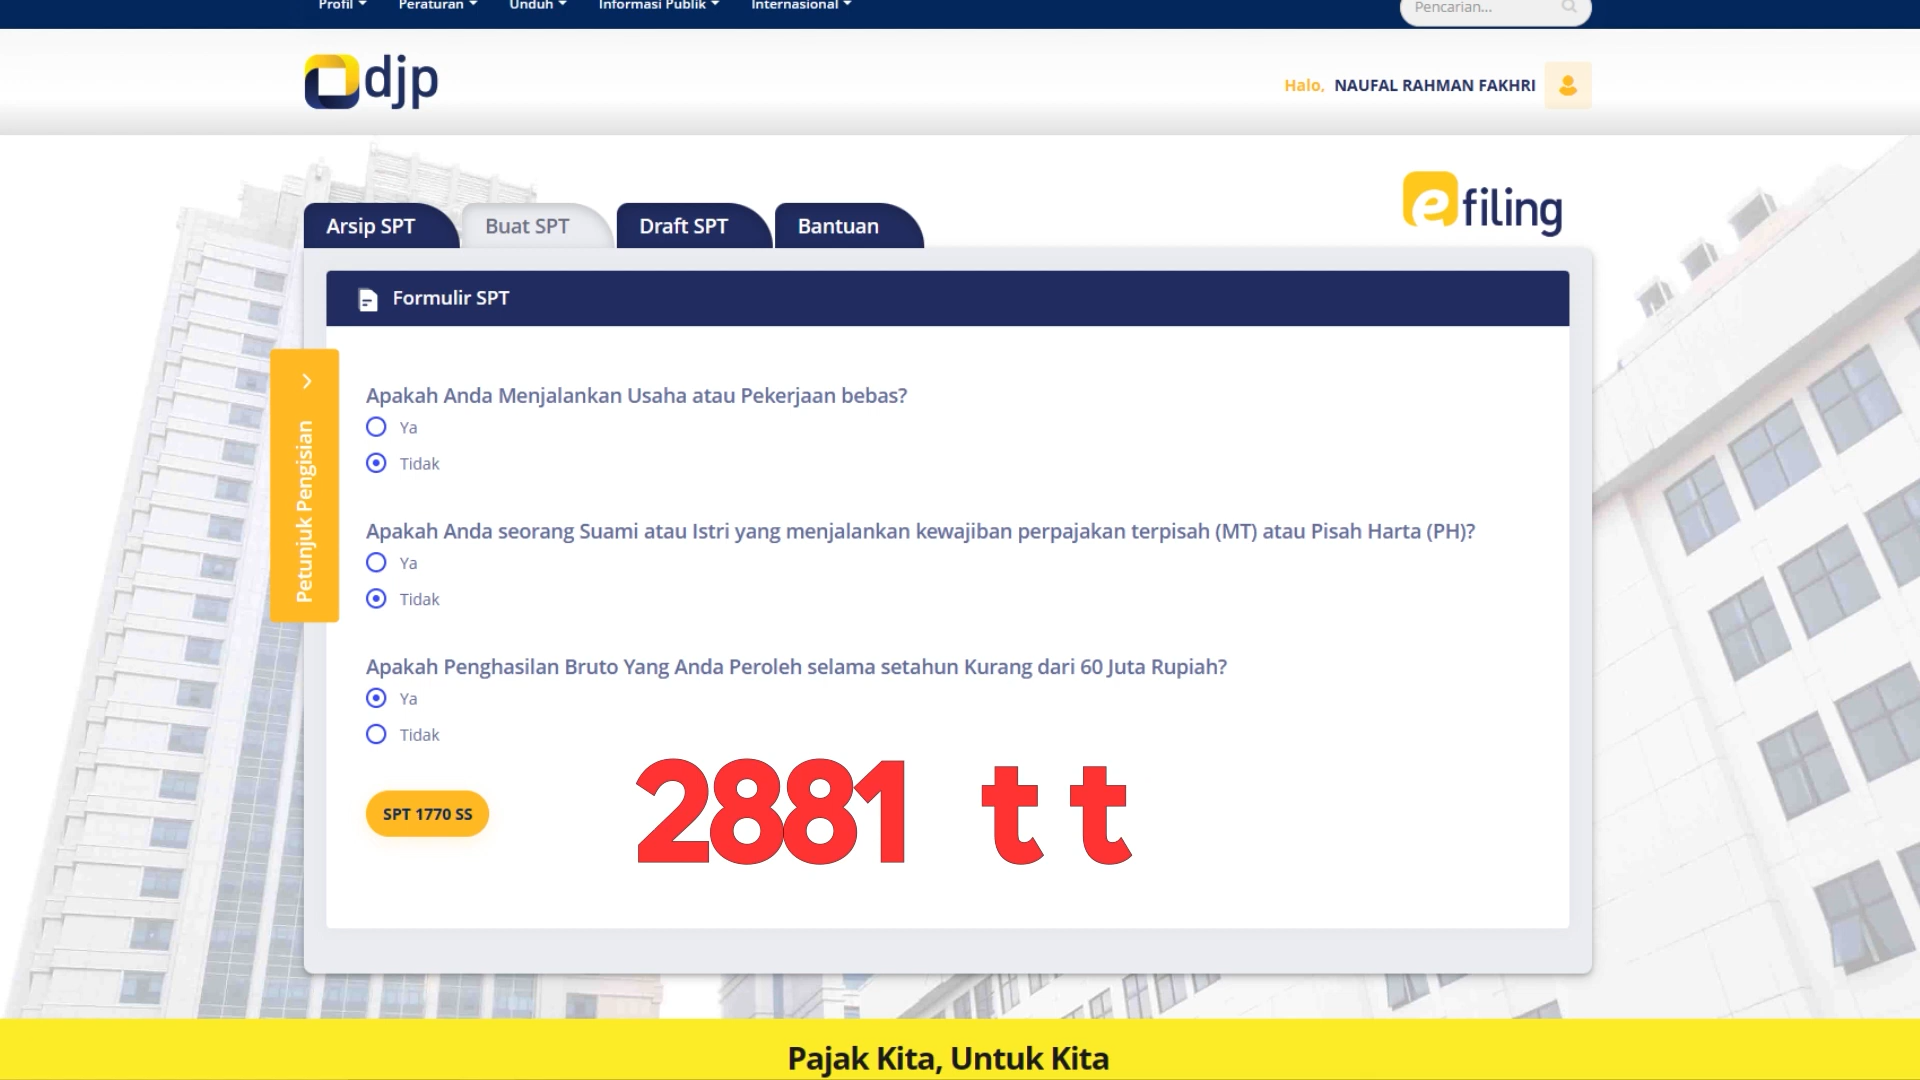 Profil Peraturan Unduh Informasi Publik Internasional Pencarian...
djp
Halo, NAUFAL RAHMAN FAKHRI
e filing
Arsip SPT Buat SPT Draft SPT Bantuan
Formulir SPT
Petunjuk Pengisian
Apakah Anda Menjalankan Usaha atau Pekerjaan bebas?
Ya
Tidak
Apakah Anda seorang Suami atau Istri yang menjalankan kewajiban perpajakan terpisah (MT) atau Pisah Harta (PH)?
Ya
Tidak
Apakah Penghasilan Bruto Yang Anda Peroleh selama setahun Kurang dari 60 Juta Rupiah?
Ya
Tidak
SPT 1770 SS
2881 t t
Pajak Kita, Untuk Kita